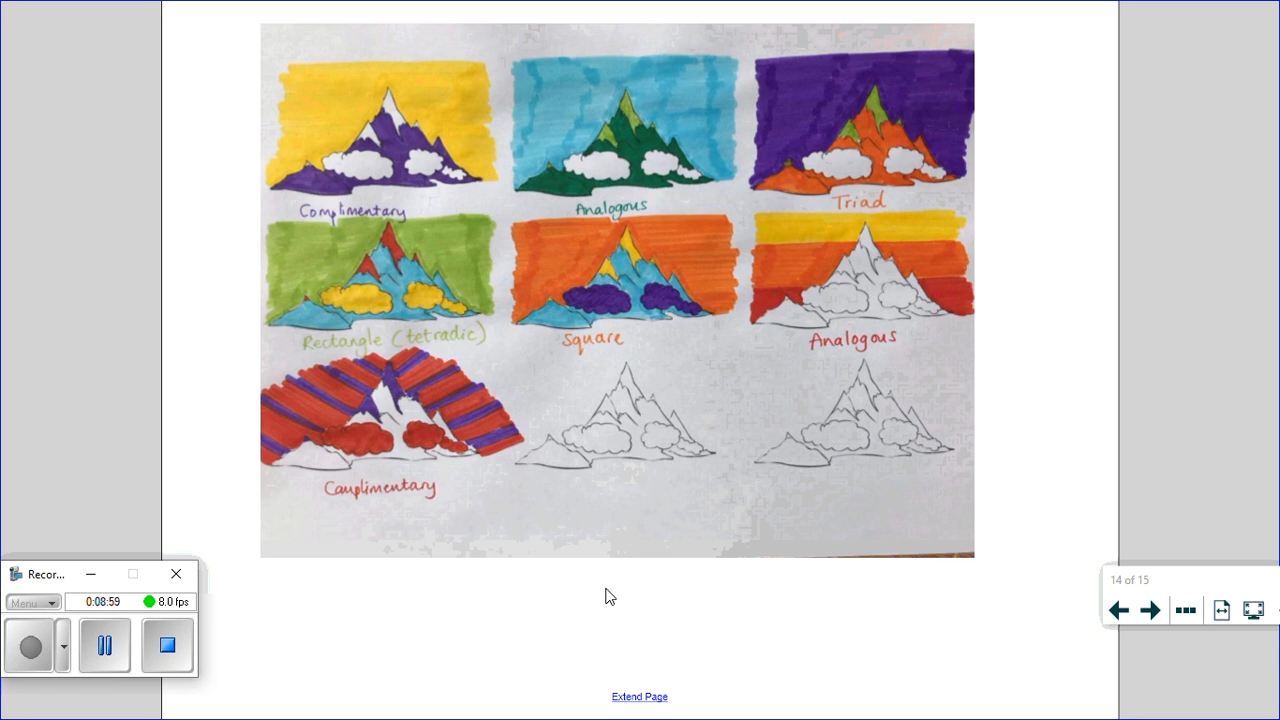 Complimentary
Analogous
Triad
Rectangle (tetradic)
Square
Analogous
Complimentary
Recor...
Menu
0:08:59
8.0 fps
14 of 15
Extend Page